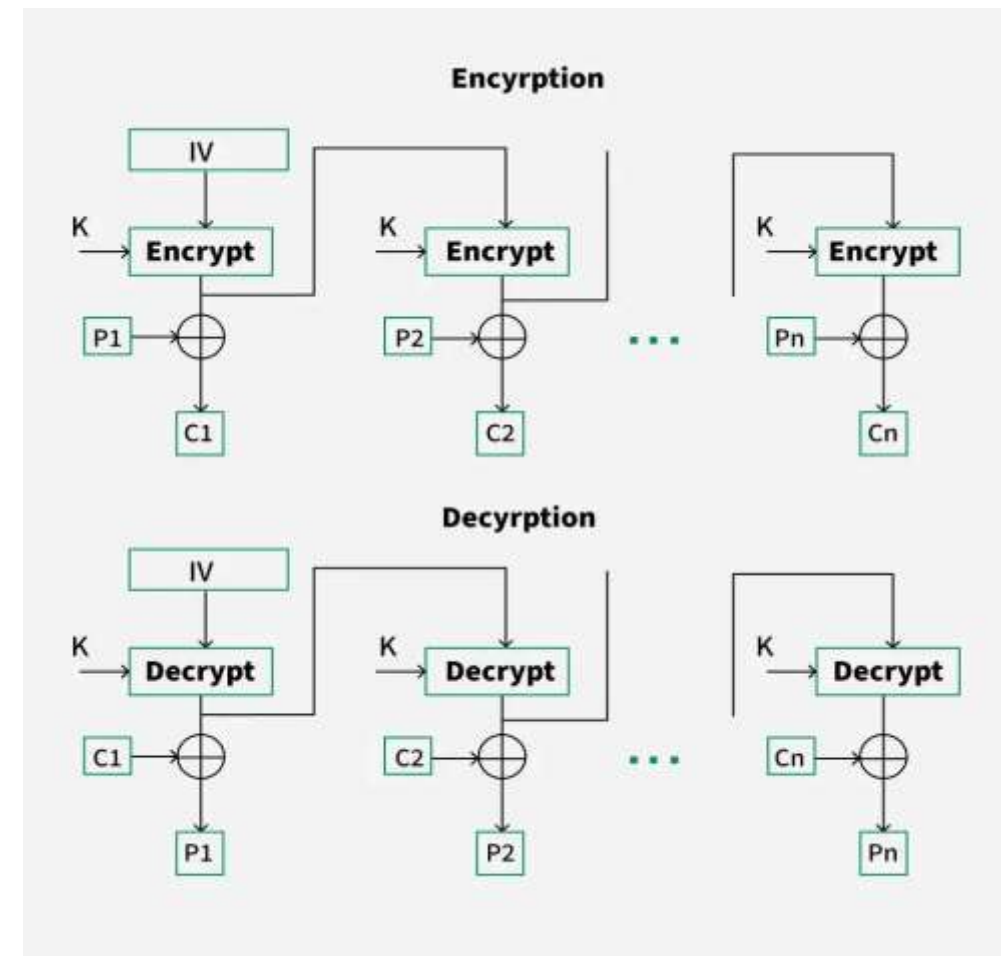 Encyrption
IV
K
Encrypt
K
Encrypt
K
Encrypt
P1
P2
Pn
C1
C2
Cn
Decyrption
IV
K
Decrypt
K
Decrypt
K
Decrypt
C1
C2
Cn
P1
P2
Pn